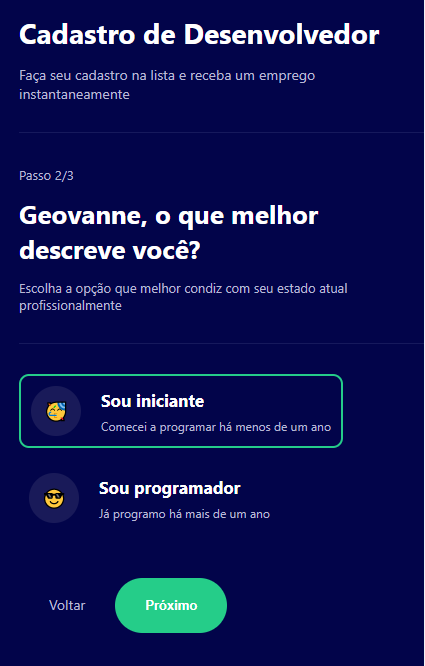 Cadastro de Desenvolvedor
Faça seu cadastro na lista e receba um emprego
instantaneamente
Passo 2/3
Geovanne, o que melhor
descreve você?
Escolha a opção que melhor condiz com seu estado atual
profissionalmente
Sou iniciante
Comecei a programar há menos de um ano
Sou programador
Já programo há mais de um ano
Voltar
Próximo